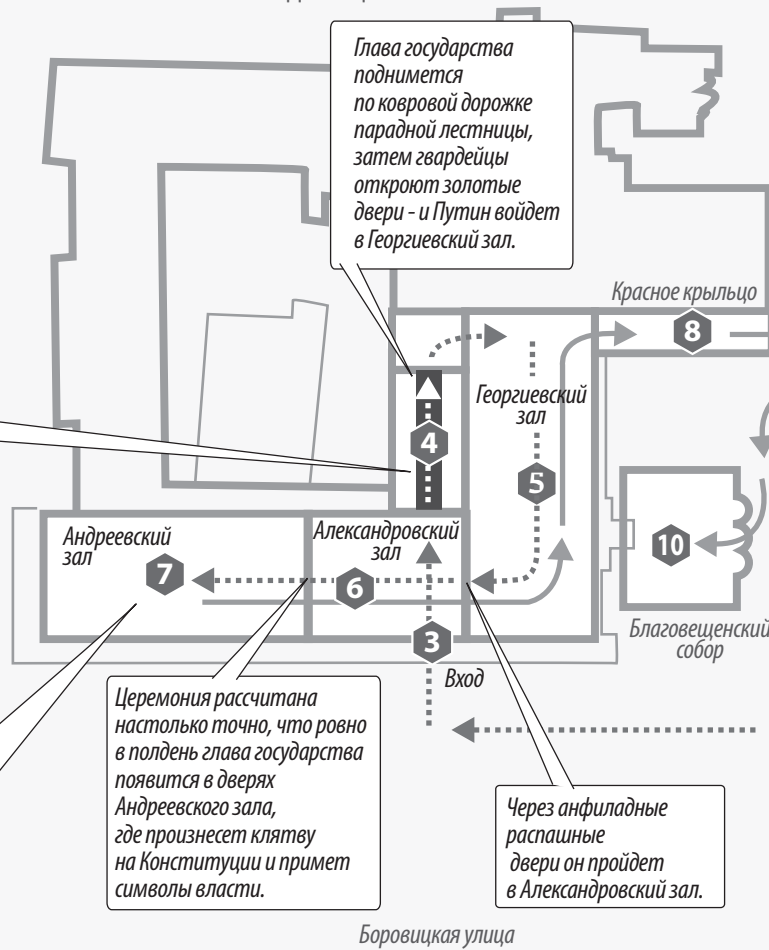 Глава государства
поднимется
по ковровой дорожке
парадной лестницы,
затем гвардейцы
откроют золотые
двери - и Путин войдет
в Георгиевский зал.
Красное крыльцо
8
Георгиевский
зал
4
5
10
Андреевский
зал
Александровский
зал
7
6
3
Благовещенский
собор
Вход
Церемония рассчитана
настолько точно, что ровно
в полдень глава государства
появится в дверях
Андреевского зала,
где произнесет клятву
на Конституции и примет
символы власти.
Через анфиладные
распашные
двери он пройдет
в Александровский зал.
Боровицкая улица